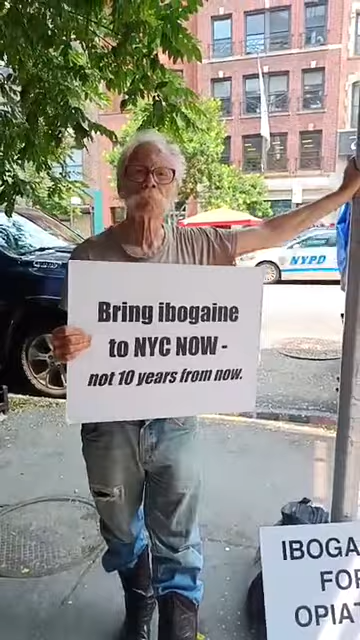 NYPD
Bring ibogaine
to NYC NOW -
not 10 years from now.
IBOGA
FOR
OPIAT